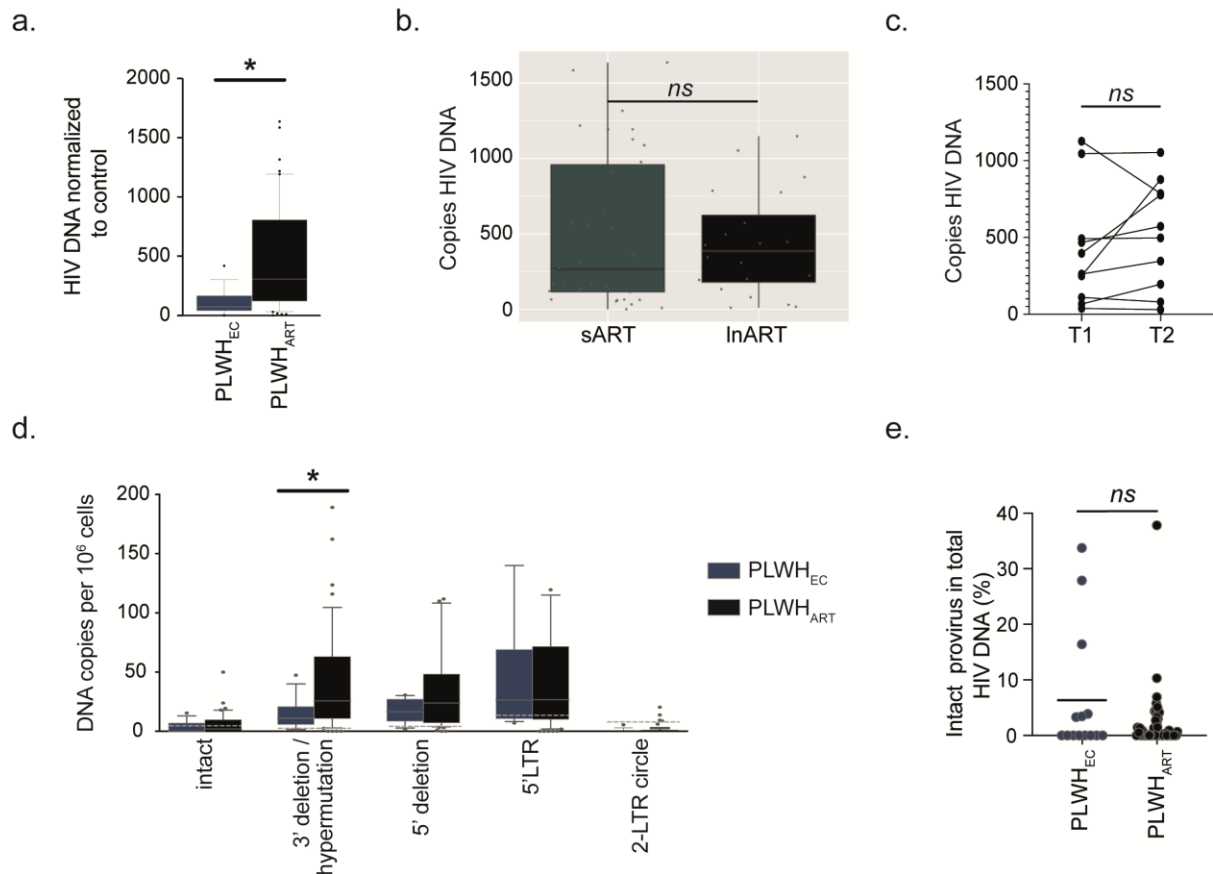 a.
*
2000
1500
1000
500
0
HIV DNA normalized
to control
PLWHEC
PLWHART
b.
ns
1500
1000
500
0
Copies HIV DNA
sART
lnART
c.
ns
1500
1000
500
0
Copies HIV DNA
T1
T2
d.
*
200
150
100
50
0
DNA copies per 10⁶ cells
intact
3' deletion /
hypermutation
5' deletion
5'LTR
2-LTR circle
PLWHEC
PLWHART
e.
ns
40
30
20
10
0
Intact provirus in total
HIV DNA (%)
PLWHEC
PLWHART